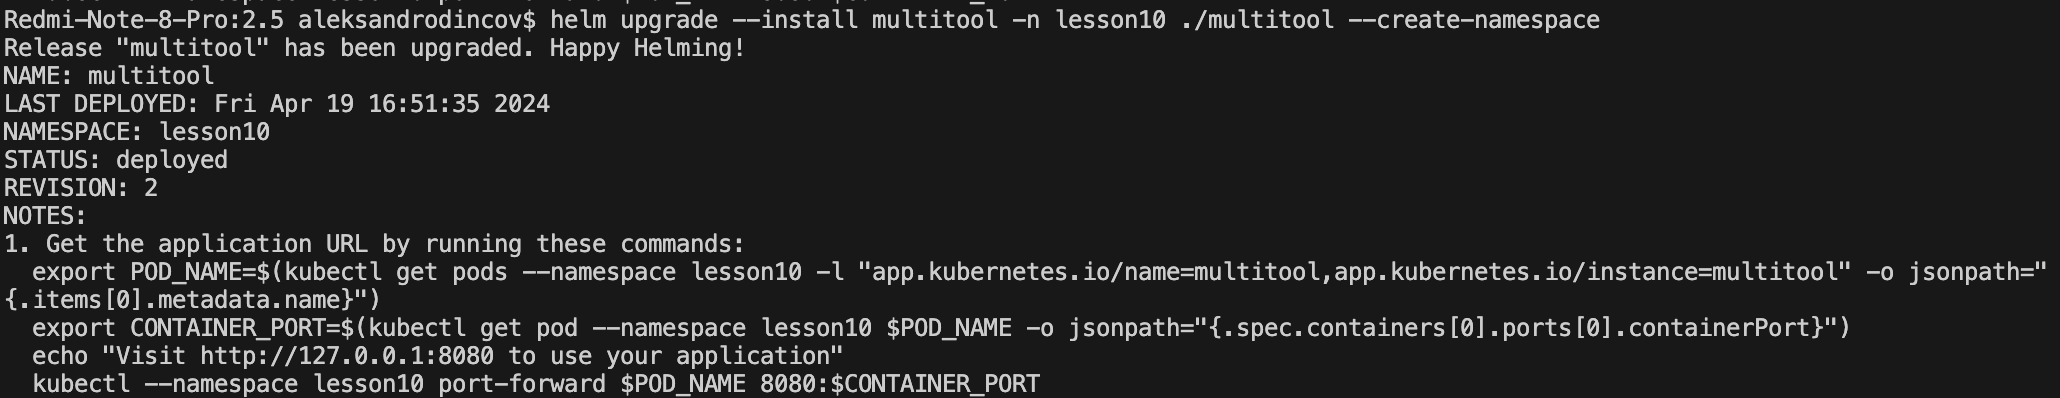 Redmi-Note-8-Pro:2.5 aleksandrodincov$ helm upgrade --install multitool -n lesson10 ./multitool --create-namespace
Release "multitool" has been upgraded. Happy Helming!
NAME: multitool
LAST DEPLOYED: Fri Apr 19 16:51:35 2024
NAMESPACE: lesson10
STATUS: deployed
REVISION: 2
NOTES:
1. Get the application URL by running these commands:
  export POD_NAME=$(kubectl get pods --namespace lesson10 -l "app.kubernetes.io/name=multitool,app.kubernetes.io/instance=multitool" -o jsonpath="
{.items[0].metadata.name}")
  export CONTAINER_PORT=$(kubectl get pod --namespace lesson10 $POD_NAME -o jsonpath="{.spec.containers[0].ports[0].containerPort}")
  echo "Visit http://127.0.0.1:8080 to use your application"
  kubectl --namespace lesson10 port-forward $POD_NAME 8080:$CONTAINER_PORT